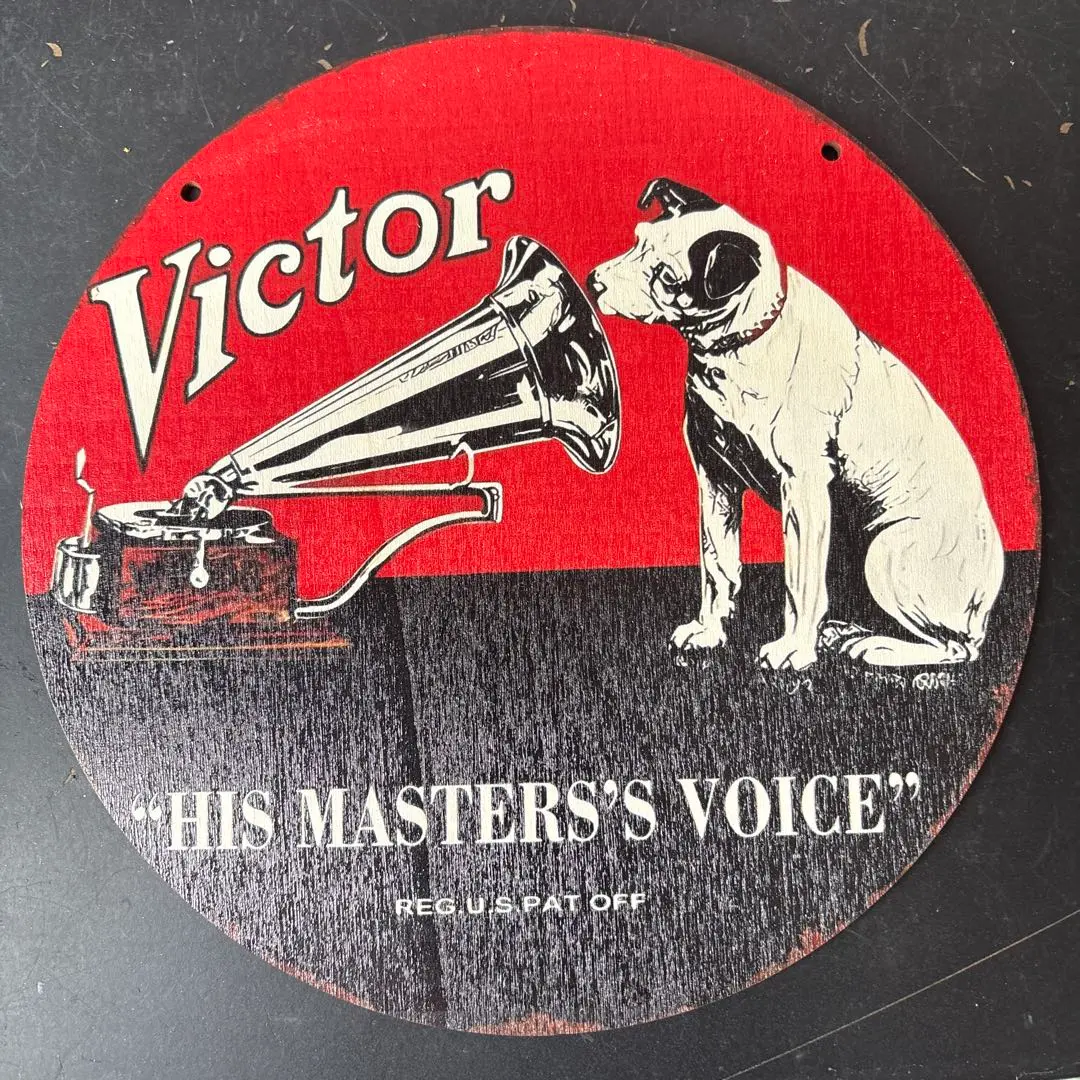 Victor
“HIS MASTERS’S VOICE”
REG.U.S.PAT OFF